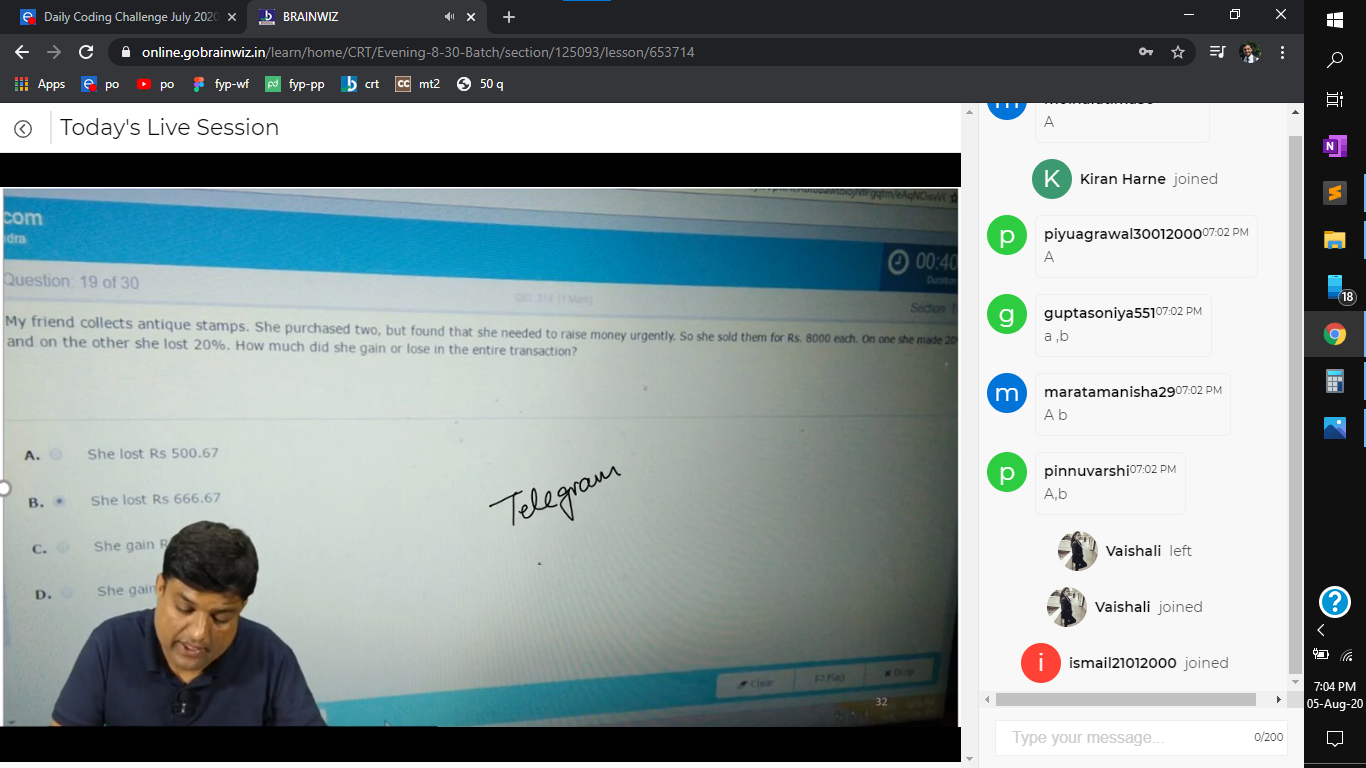 Daily Coding Challenge July 2020
BRAINWIZ
online.gobrainwiz.in/learn/home/CRT/Evening-8-30-Batch/section/125093/lesson/653714
Apps po po fyp-wf fyp-pp crt mt2 50 q
Today's Live Session
com
dra
00:40
Duration
Question. 19 of 30
Section
My friend collects antique stamps. She purchased two, but found that she needed to raise money urgently. So she sold them for Rs. 8000 each. On one she made 20
and on the other she lost 20%. How much did she gain or lose in the entire transaction?
A. She lost Rs 500.67
B. She lost Rs 666.67
C. She gain R
D. She gain
Telegram
Clear Flag Drop
32
A
K Kiran Harne joined
p piyuagrawal30012000 07:02 PM
A
g guptasoniya551 07:02 PM
a ,b
m maratamanisha29 07:02 PM
A b
p pinnuvarshi 07:02 PM
A,b
Vaishali left
Vaishali joined
i ismail21012000 joined
Type your message... 0/200
N
18
?
7:04 PM
05-Aug-20